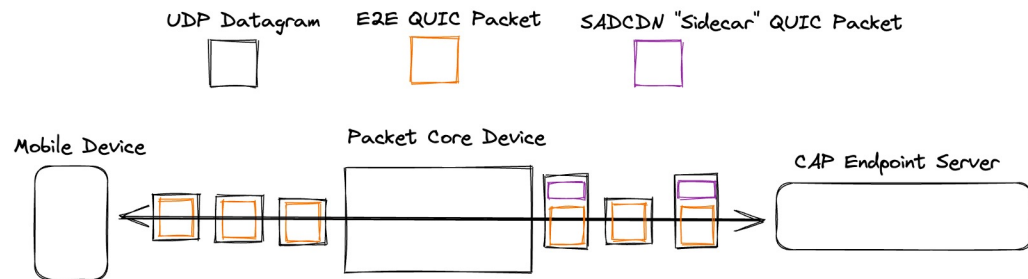 UDP Datagram
E2E QUIC Packet
SADCDN "Sidecar" QUIC Packet
Mobile Device
Packet Core Device
CAP Endpoint Server